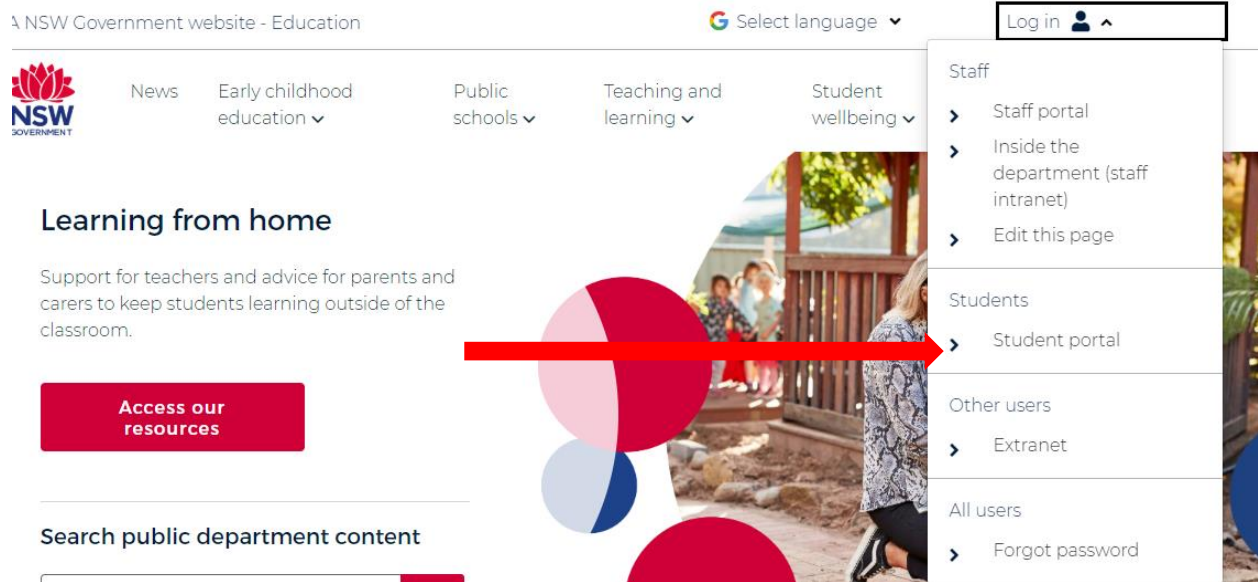 A NSW Government website - Education
Select language
Log in
NSW
GOVERNMENT
News
Early childhood
education
Public
schools
Teaching and
learning
Student
wellbeing
Learning from home
Support for teachers and advice for parents and
carers to keep students learning outside of the
classroom.
Access our
resources
Search public department content
Staff
Staff portal
Inside the
department (staff
intranet)
Edit this page
Students
Student portal
Other users
Extranet
All users
Forgot password